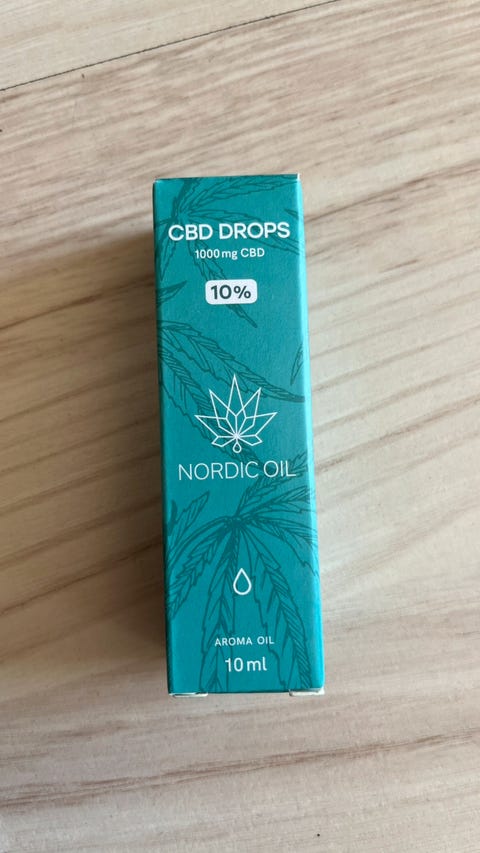 CBD DROPS
1000 mg CBD
10%
NORDIC OIL
AROMA OIL
10 ml